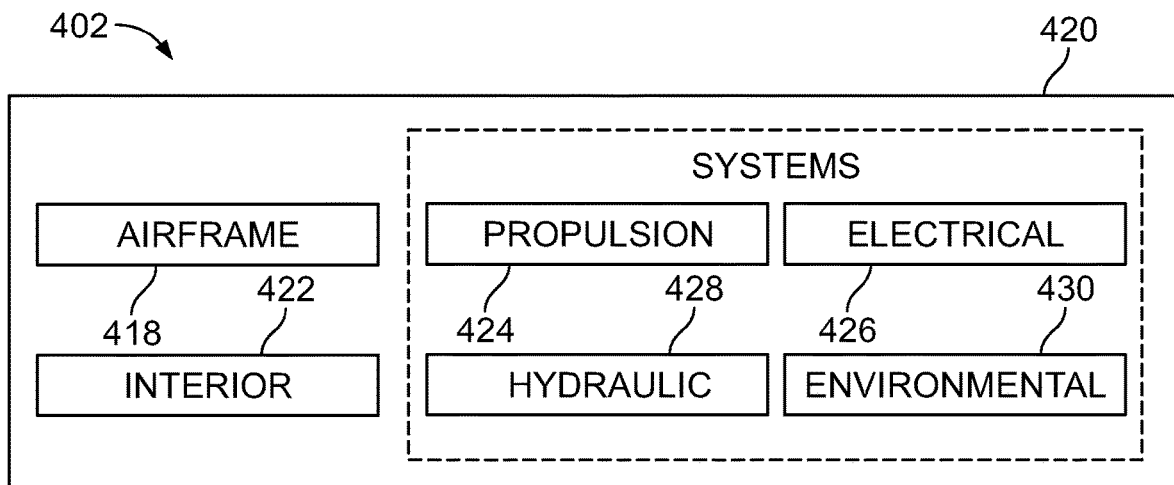 402
420
SYSTEMS
AIRFRAME
PROPULSION
ELECTRICAL
422
428
430
418
424
426
INTERIOR
HYDRAULIC
ENVIRONMENTAL